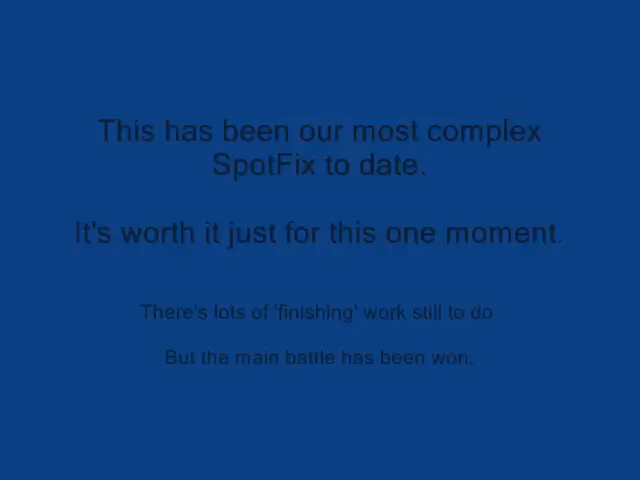 This has been our most complex
SpotFix to date.
It's worth it just for this one moment.
There's lots of 'finishing' work still to do
But the main battle has been won.